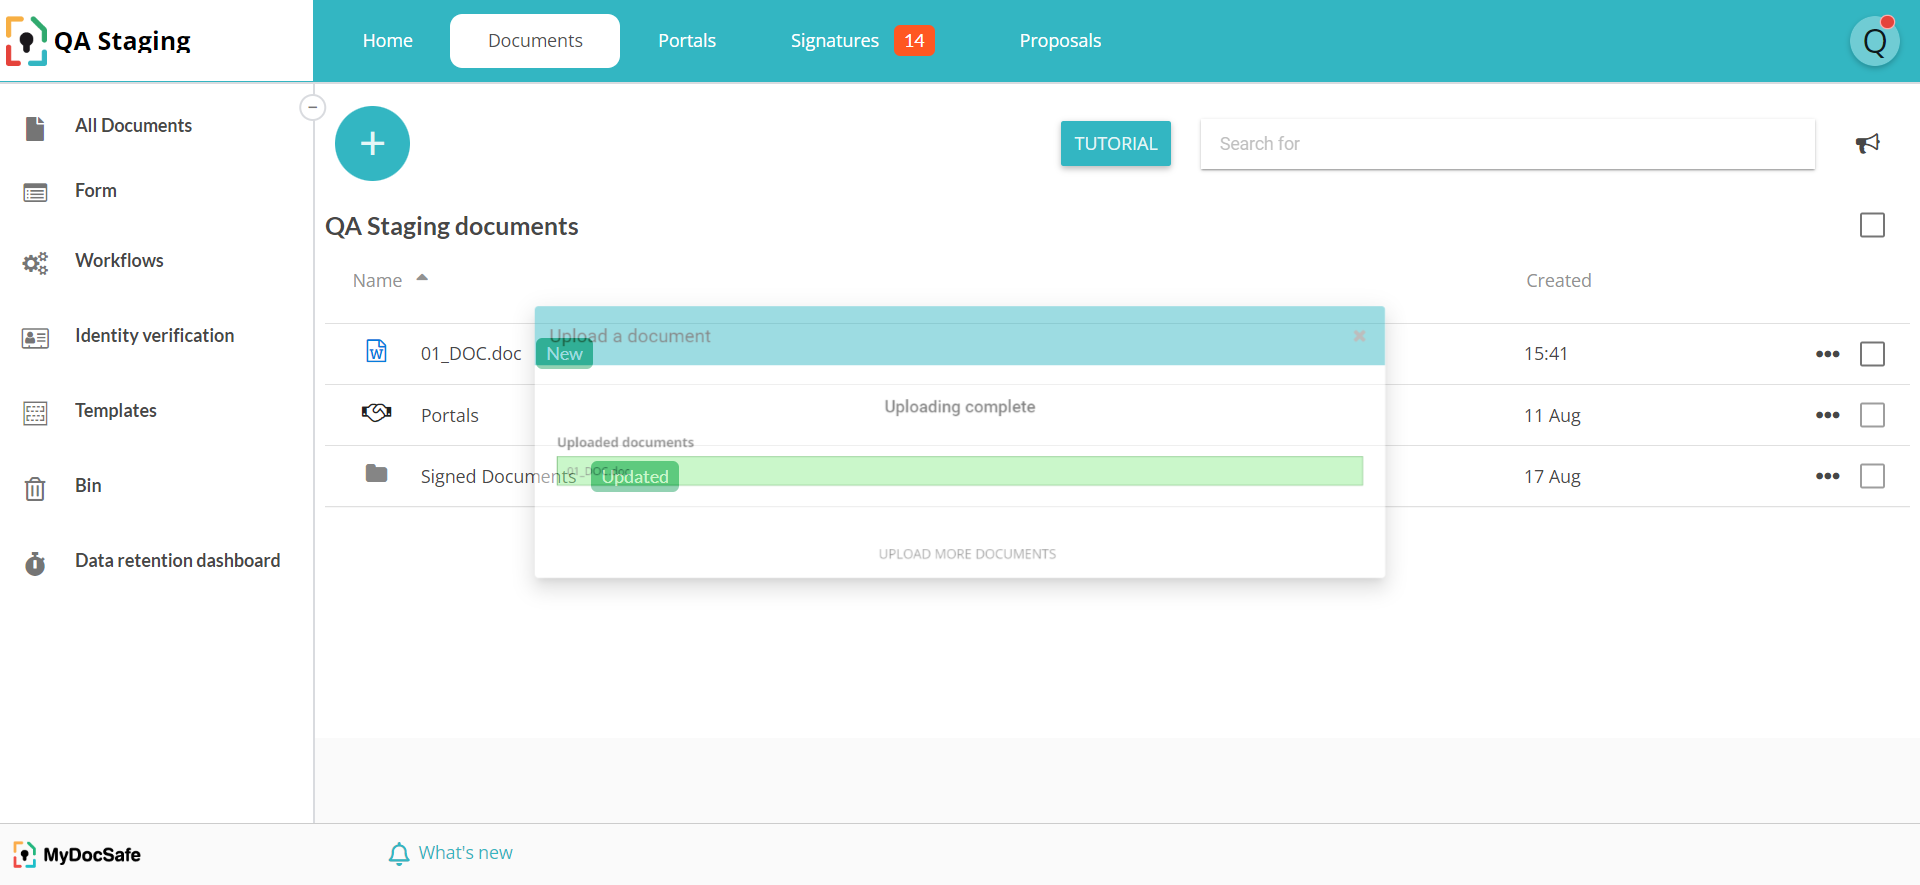 QA Staging
Home
Documents
Portals
Signatures
14
Proposals
Q
All Documents
Form
Workflows
Identity verification
Templates
Bin
Data retention dashboard
TUTORIAL
Search for
QA Staging documents
Name
Created
Upload a document
01_DOC.doc
New
15:41
Uploading complete
Portals
11 Aug
Uploaded documents
01_DOC.doc
Signed Documents
Updated
17 Aug
UPLOAD MORE DOCUMENTS
MyDocSafe
What's new